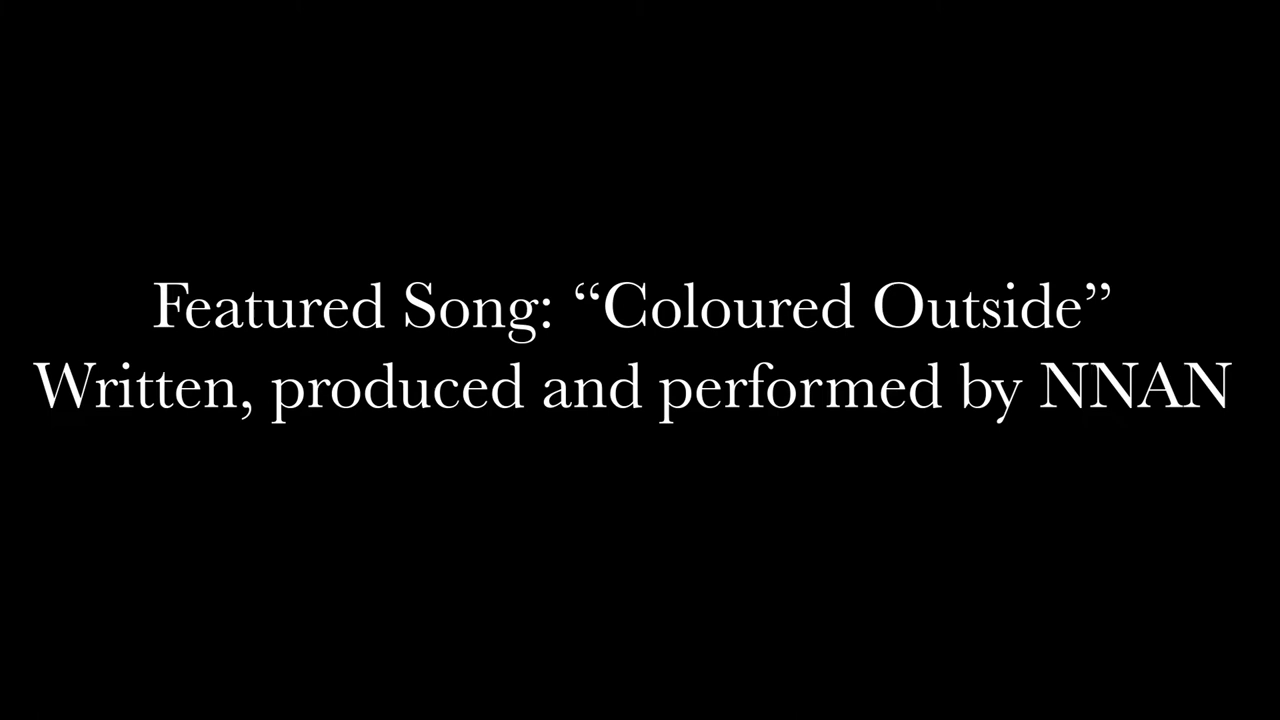 Featured Song: “Coloured Outside”
Written, produced and performed by NNAN